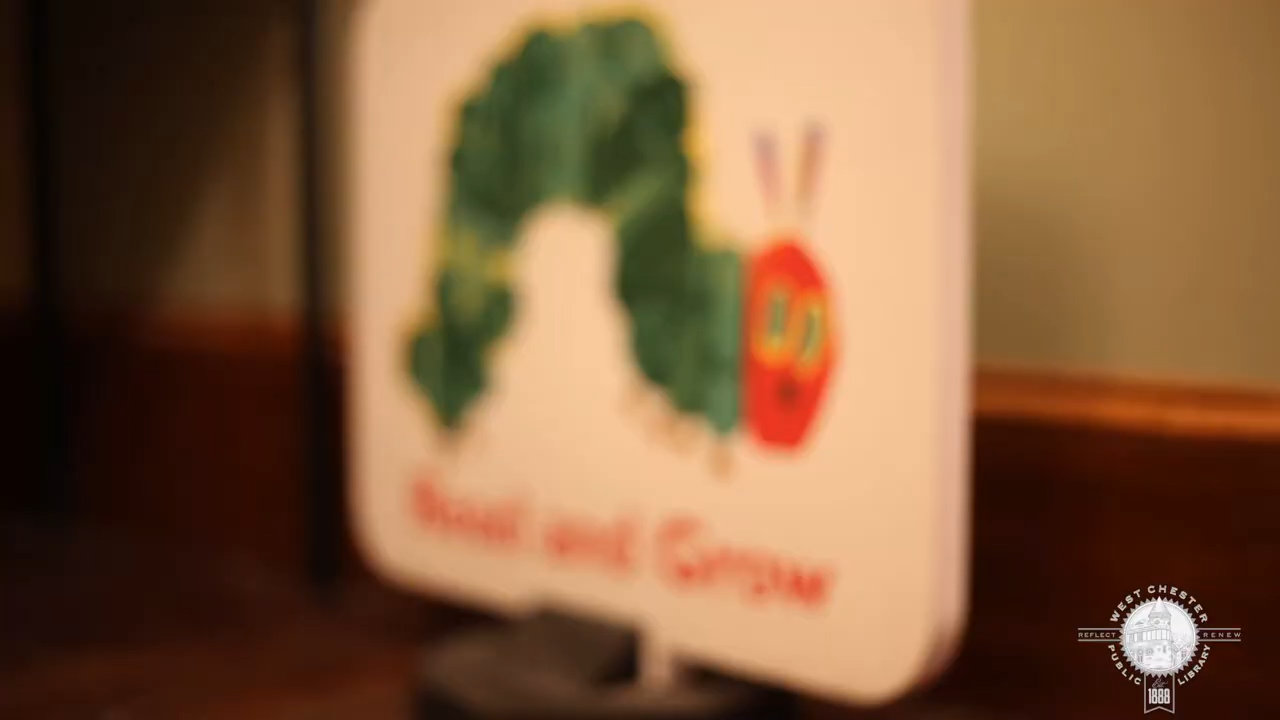 Read and Grow
WEST CHESTER
REFLECT RENEW
PUBLIC LIBRARY
1888